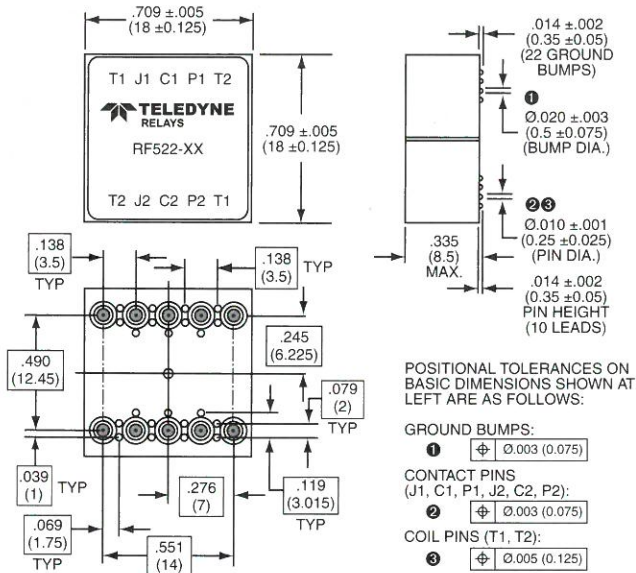 .709 ±.005
(18 ±0.125)
T1 J1 C1 P1 T2
TELEDYNE
RELAYS
RF522-XX
T2 J2 C2 P2 T1
.709 ±.005
(18 ±0.125)
.014 ±.002
(0.35 ±0.05)
(22 GROUND
BUMPS)
❶
Ø.020 ±.003
(0.5 ±0.075)
(BUMP DIA.)
❷❸
Ø.010 ±.001
(0.25 ±0.025)
(PIN DIA.)
.335
(8.5)
MAX.
.014 ±.002
(0.35 ±0.05)
PIN HEIGHT
(10 LEADS)
.138
(3.5)
TYP
.138
(3.5)
TYP
.245
(6.225)
.490
(12.45)
.079
(2)
TYP
.039
(1)
TYP
.276
(7)
.119
(3.015)
TYP
.069
(1.75)
TYP
.551
(14)
POSITIONAL TOLERANCES ON
BASIC DIMENSIONS SHOWN AT
LEFT ARE AS FOLLOWS:
GROUND BUMPS:
❶ ⌖ Ø.003 (0.075)
CONTACT PINS
(J1, C1, P1, J2, C2, P2):
❷ ⌖ Ø.003 (0.075)
COIL PINS (T1, T2):
❸ ⌖ Ø.005 (0.125)